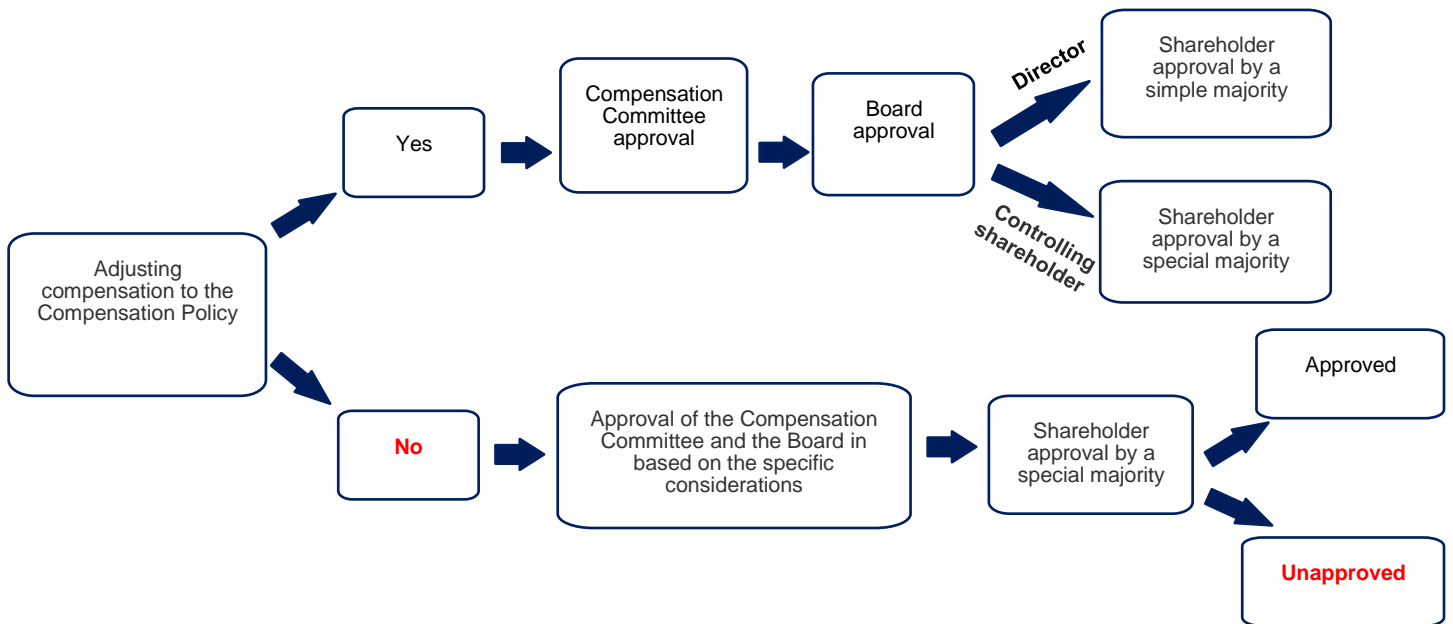 Adjusting
compensation to the
Compensation Policy
Yes
Compensation
Committee
approval
Board
approval
Director
Shareholder
approval by a
simple majority
Controlling
shareholder
Shareholder
approval by a
special majority
No
Approval of the Compensation
Committee and the Board in
based on the specific
considerations
Shareholder
approval by a
special majority
Approved
Unapproved